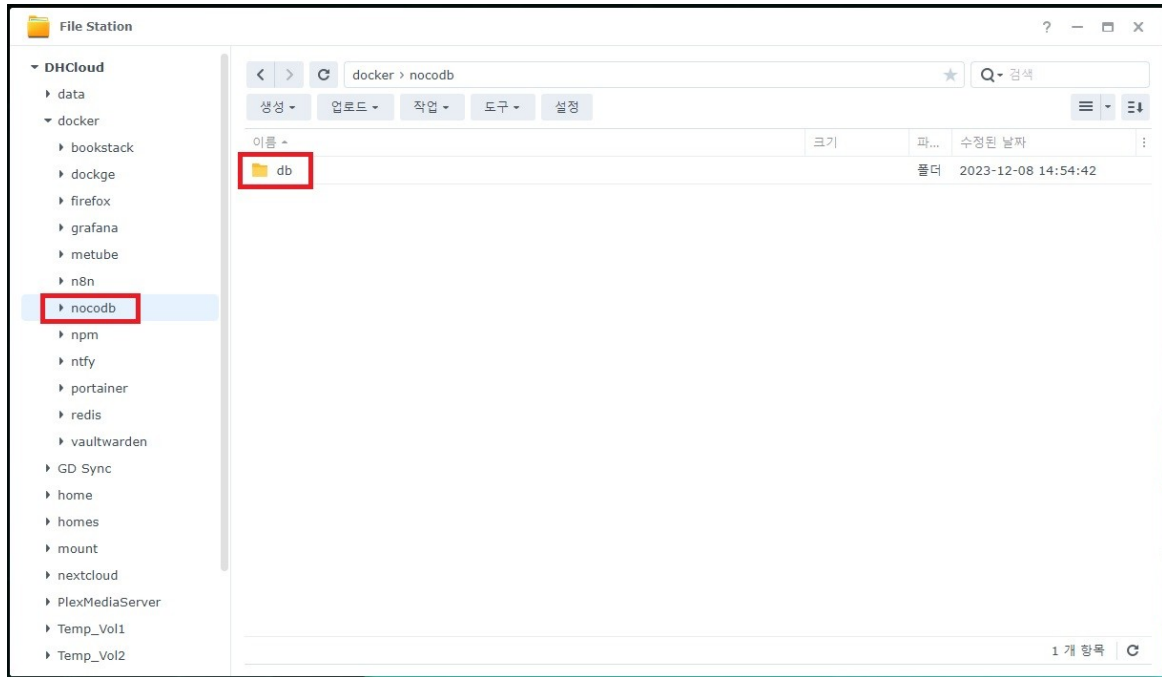 File Station
DHCloud
data
docker
bookstack
dockge
firefox
grafana
metube
n8n
nocodb
npm
ntfy
portainer
redis
vaultwarden
GD Sync
home
homes
mount
nextcloud
PlexMediaServer
Temp_Vol1
Temp_Vol2
docker › nocodb
검색
생성 업로드 작업 도구 설정
이름 크기 파... 수정된 날짜
db 폴더 2023-12-08 14:54:42
1 개 항목